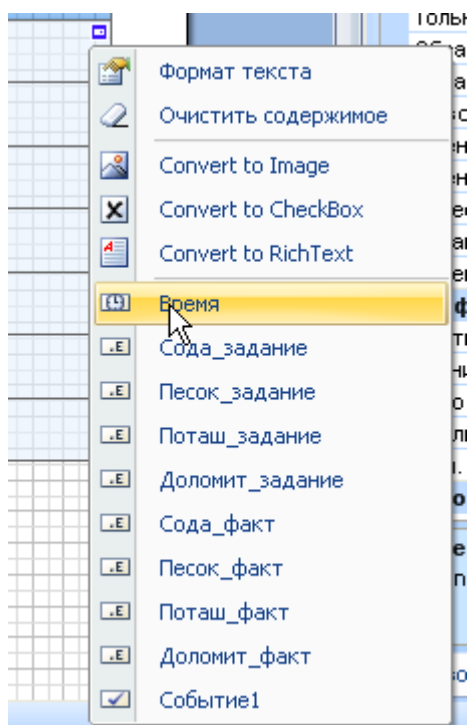 Формат текста
Очистить содержимое
Convert to Image
Convert to CheckBox
Convert to RichText
Время
Сода_задание
Песок_задание
Поташ_задание
Доломит_задание
Сода_факт
Песок_факт
Поташ_факт
Доломит_факт
Событие1